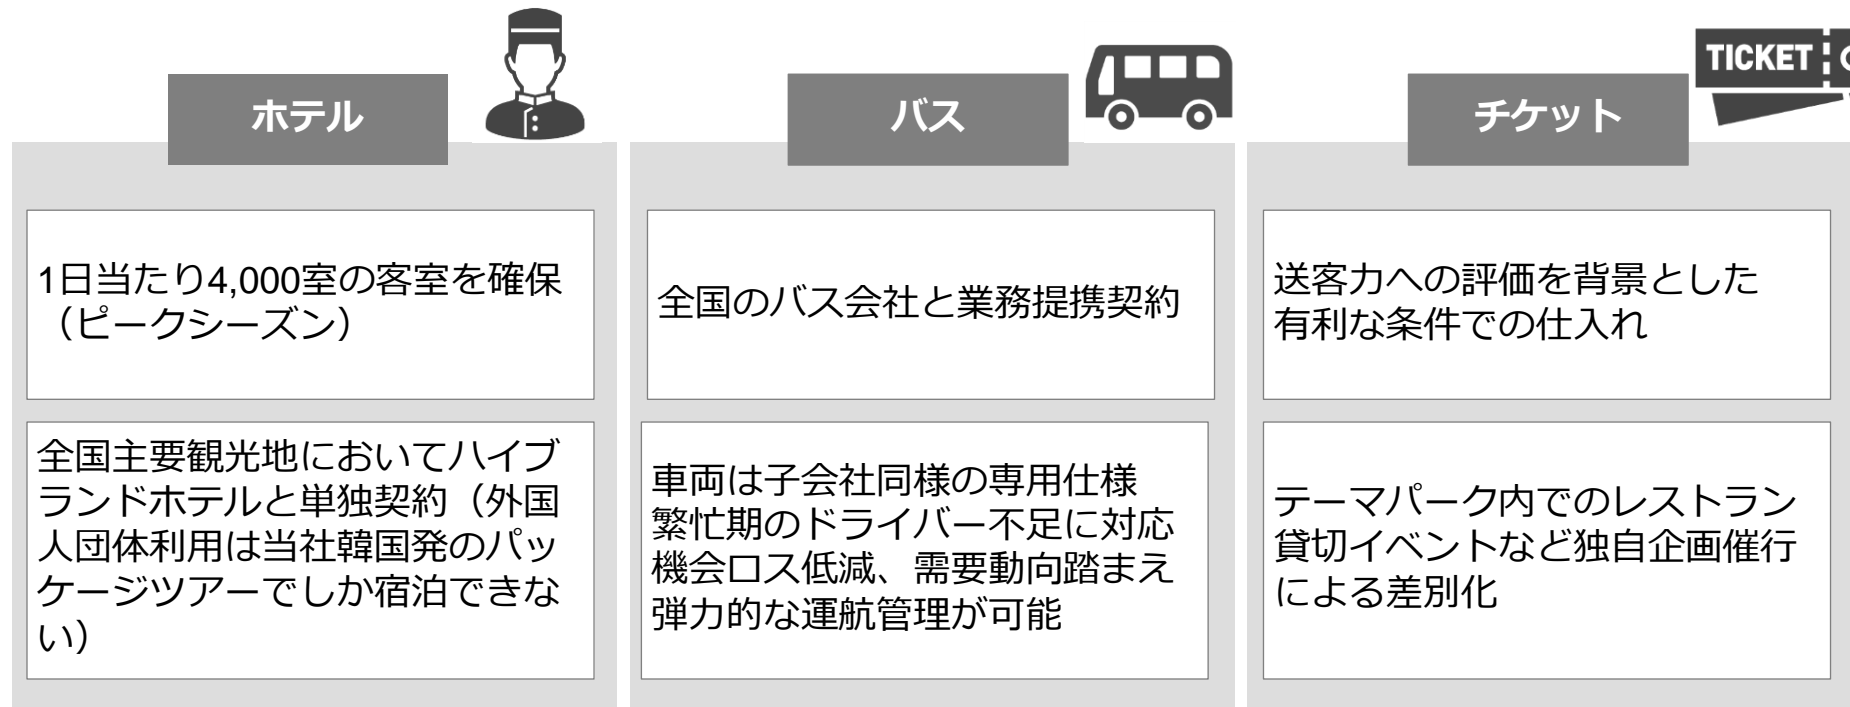 ホテル
1日当たり4,000室の客室を確保
（ピークシーズン）
全国主要観光地においてハイブ
ランドホテルと単独契約（外国
人団体利用は当社韓国発のパッ
ケージツアーでしか宿泊できな
い）
バス
全国のバス会社と業務提携契約
車両は子会社同様の専用仕様
繁忙期のドライバー不足に対応
機会ロス低減、需要動向踏まえ
弾力的な運航管理が可能
TICKET
チケット
送客力への評価を背景とした
有利な条件での仕入れ
テーマパーク内でのレストラン
貸切イベントなど独自企画催行
による差別化